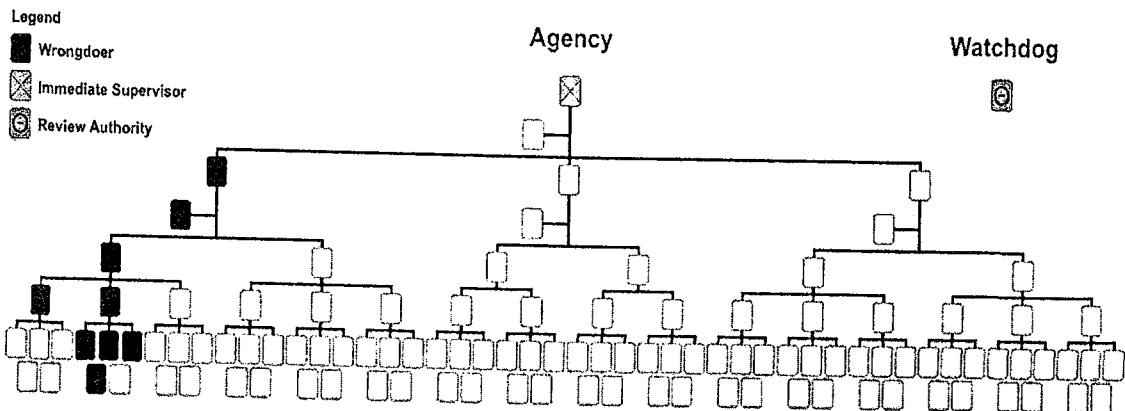 Legend
Wrongdoer
Immediate Supervisor
Review Authority
Agency
Watchdog